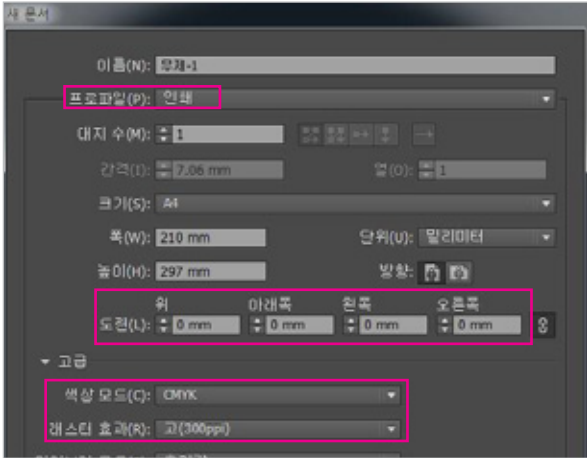 새 문서
이름(N): 무제-1
프로파일(P): 인쇄
대지 수(M): 1
간격(I): 7.06 mm 열(O): 1
크기(S): A4
폭(W): 210 mm 단위(U): 밀리미터
높이(H): 297 mm 방향:
위 아래쪽 왼쪽 오른쪽
도련(L): 0 mm 0 mm 0 mm 0 mm
고급
색상 모드(C): CMYK
래스터 효과(R): 고(300ppi)